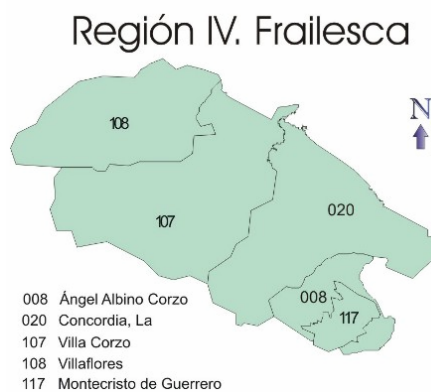 Región IV. Frailesca
N
108
107
020
008
117
008 Ángel Albino Corzo
020 Concordia, La
107 Villa Corzo
108 Villaflores
117 Montecristo de Guerrero